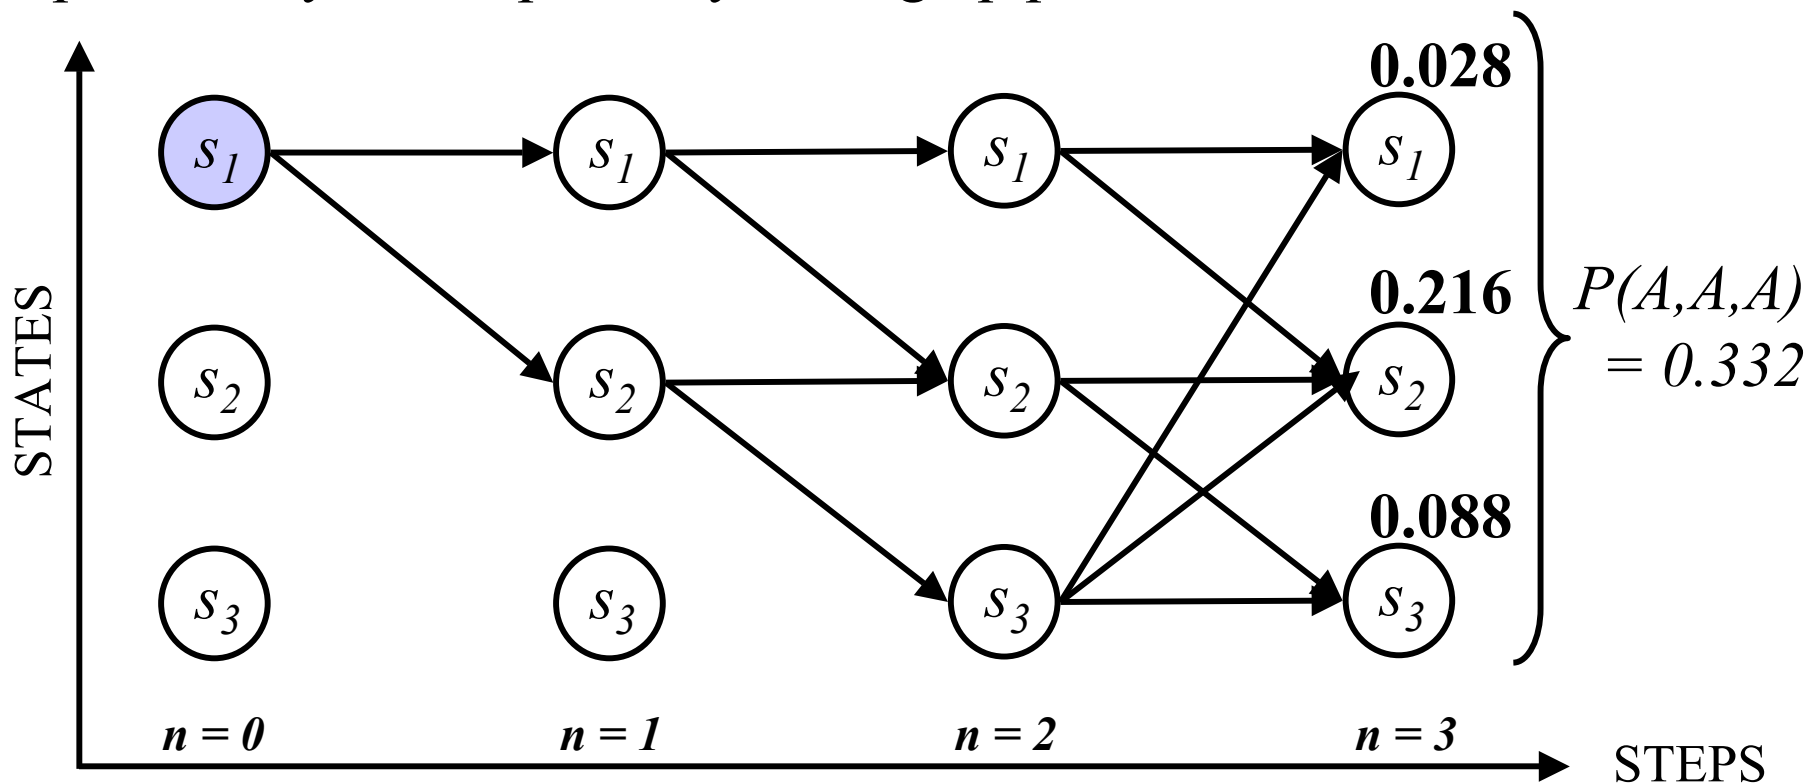 0.028
s1 s1 s1 s1
0.216
P(A,A,A)
= 0.332
STATES
s2 s2 s2 s2
0.088
s3 s3 s3 s3
n = 0 n = 1 n = 2 n = 3
STEPS